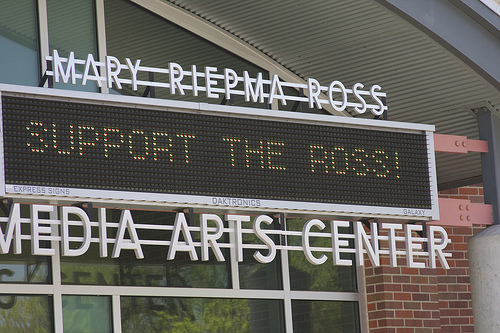 MARY RIEPMA ROSS
SUPPORT THE ROSS!
EXPRESS SIGNS DAKTRONICS GALAXY
MEDIA ARTS CENTER